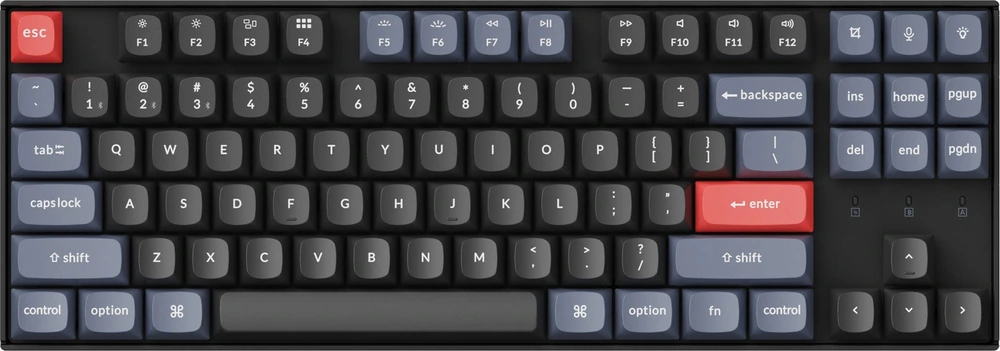 esc F1 F2 F3 F4 F5 F6 F7 F8 F9 F10 F11 F12
~ ! @ # $ % ^ & * ( ) — +
` 1 2 3 4 5 6 7 8 9 0 - = backspace ins home pgup
tab Q W E R T Y U I O P { } | del end pgdn
[ ] \
caps lock A S D F G H J K L : " enter
; '
shift Z X C V B N M < > ? shift
, . /
control option ⌘ ⌘ option fn control